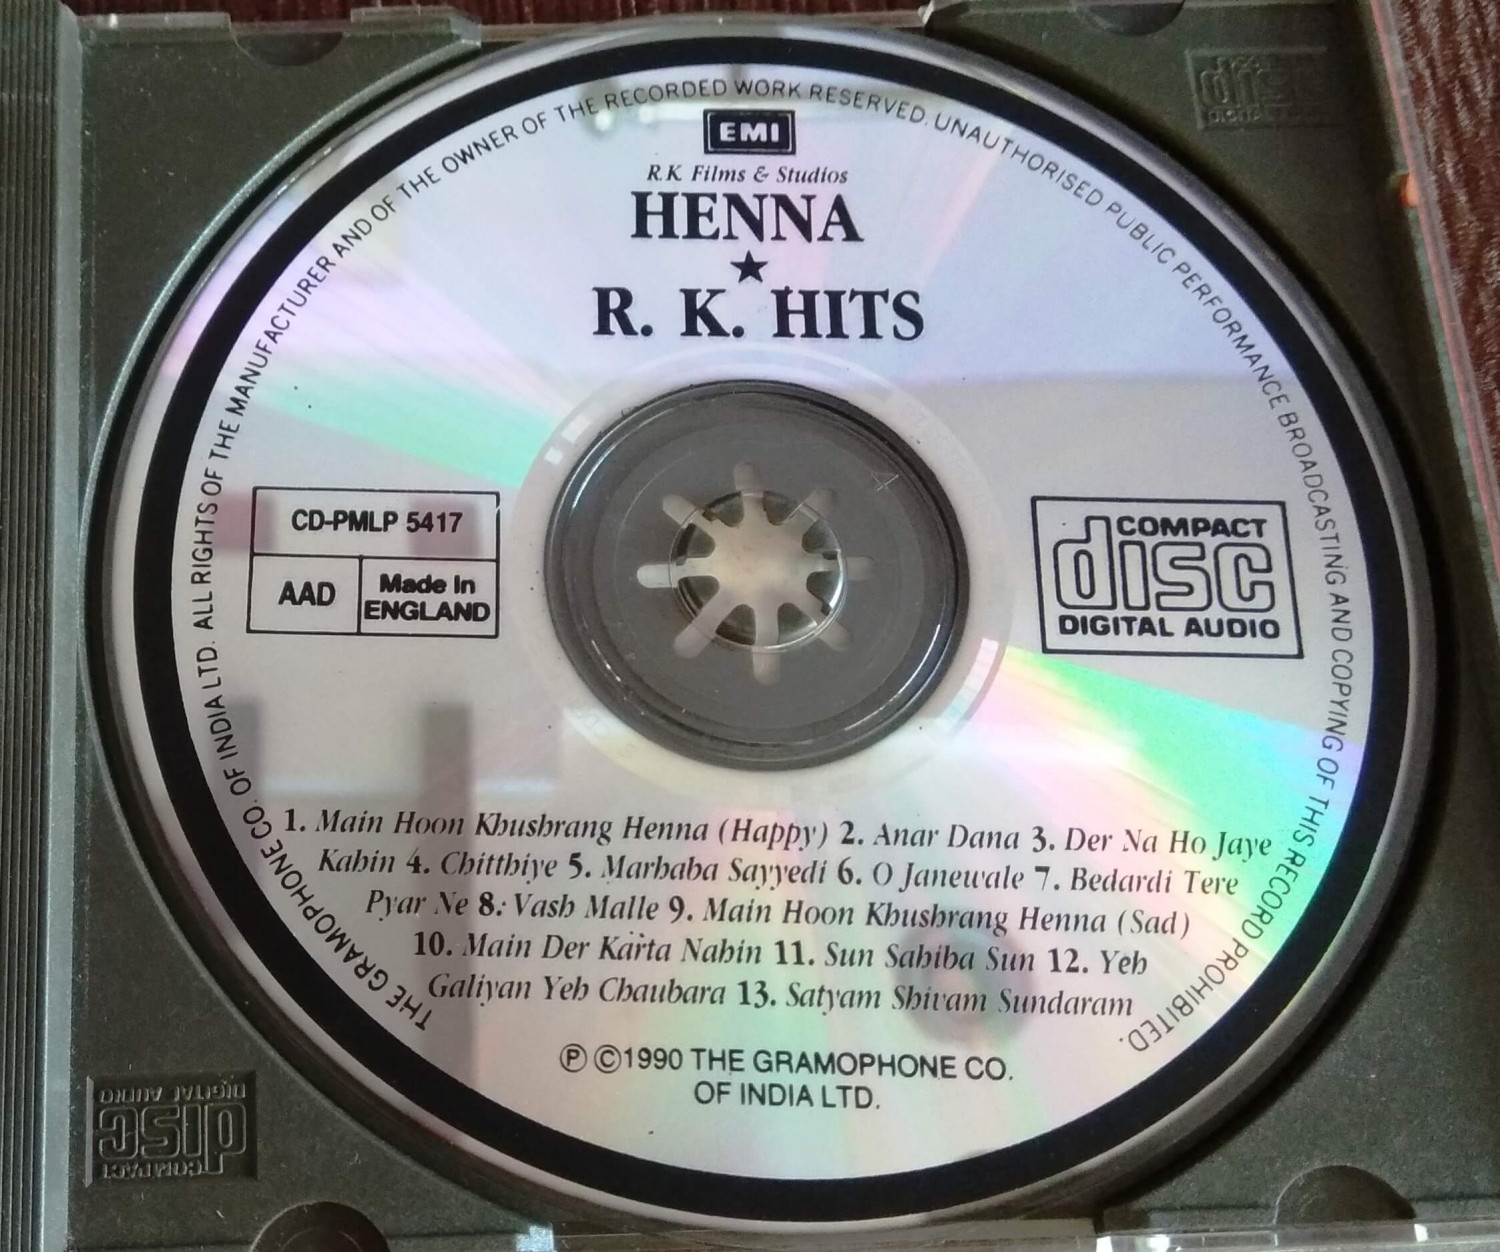 THE GRAMOPHONE CO. OF INDIA LTD. ALL RIGHTS OF THE MANUFACTURER AND OF THE OWNER OF THE RECORDED WORK RESERVED. UNAUTHORISED PUBLIC PERFORMANCE BROADCASTING AND COPYING OF THIS RECORD PROHIBITED.
EMI
R.K. Films & Studios
HENNA
★
R. K. HITS
CD-PMLP 5417
AAD
Made In
ENGLAND
COMPACT
disc
DIGITAL AUDIO
1. Main Hoon Khushrang Henna (Happy) 2. Anar Dana 3. Der Na Ho Jaye
Kahin 4. Chitthiye 5. Marhaba Sayyedi 6. O Janewale 7. Bedardi Tere
Pyar Ne 8. Vash Malle 9. Main Hoon Khushrang Henna (Sad)
10. Main Der Karta Nahin 11. Sun Sahiba Sun 12. Yeh
Galiyan Yeh Chaubara 13. Satyam Shivam Sundaram
Ⓟ ©1990 THE GRAMOPHONE CO.
OF INDIA LTD.
4
disc
DIGITAL
COMPACT
disc
DIGITAL AUDIO